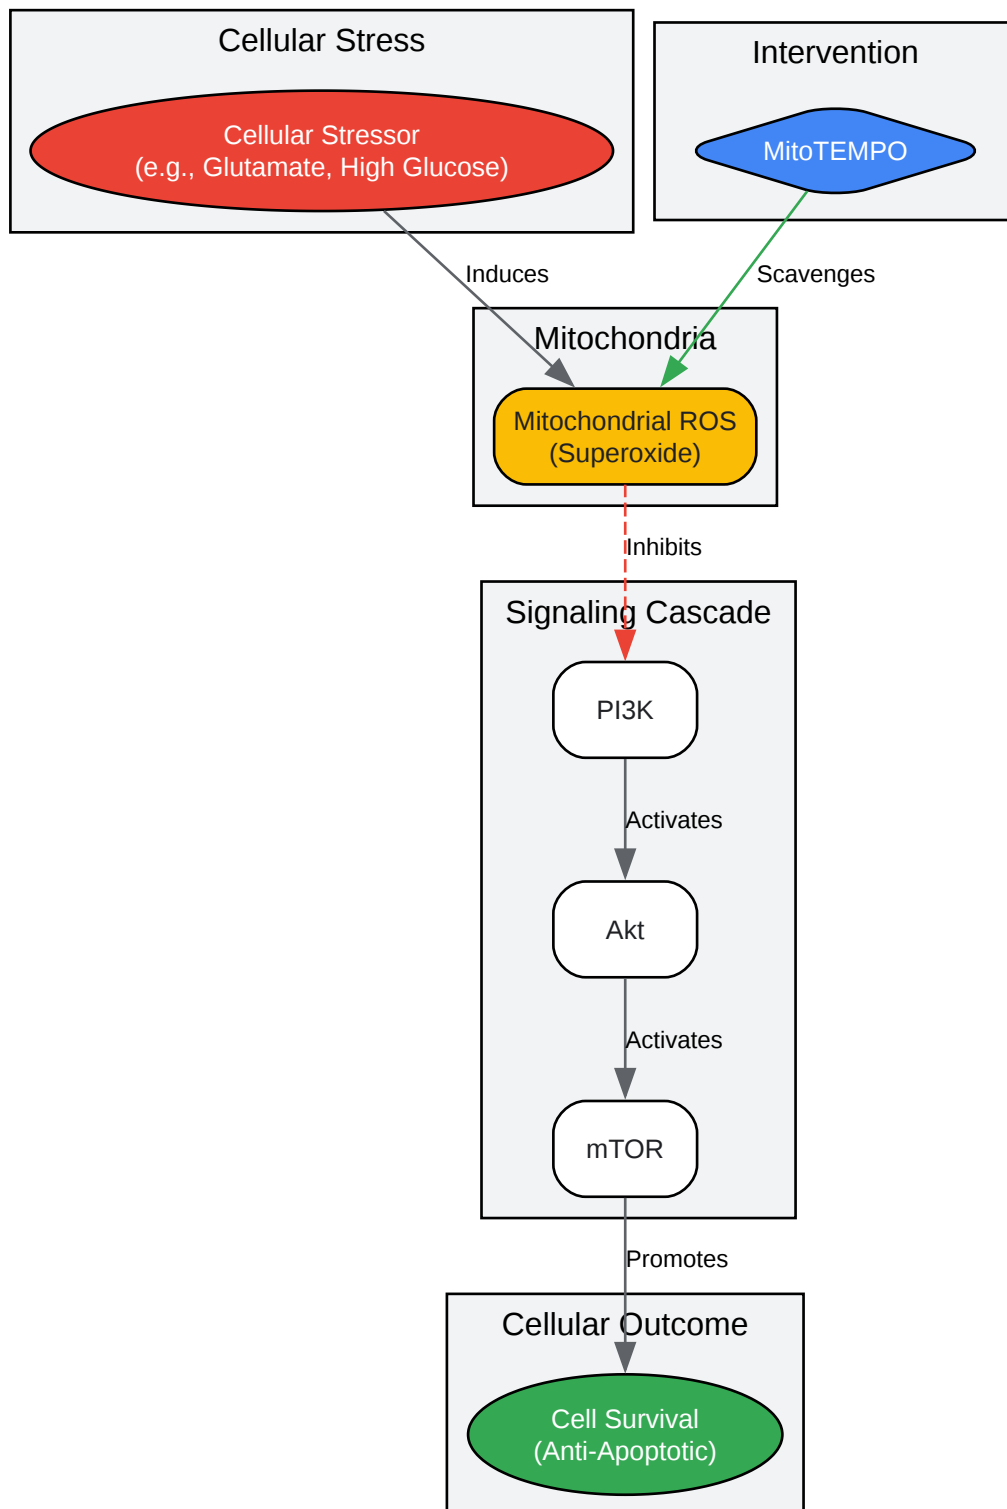 Cellular Stress
Cellular Stressor
(e.g., Glutamate, High Glucose)
Intervention
MitoTEMPO
Induces
Scavenges
Mitochondria
Mitochondrial ROS
(Superoxide)
Inhibits
Signaling Cascade
PI3K
Activates
Akt
Activates
mTOR
Promotes
Cellular Outcome
Cell Survival
(Anti-Apoptotic)